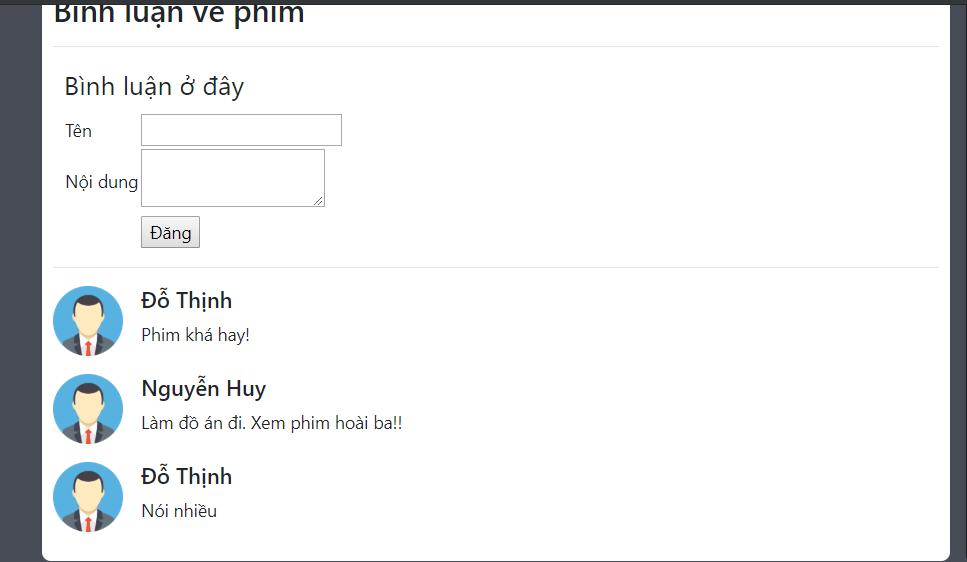 Bình luận về phim
Bình luận ở đây
Tên
Nội dung
Đăng
Đỗ Thịnh
Phim khá hay!
Nguyễn Huy
Làm đồ án đi. Xem phim hoài ba!!
Đỗ Thịnh
Nói nhiều